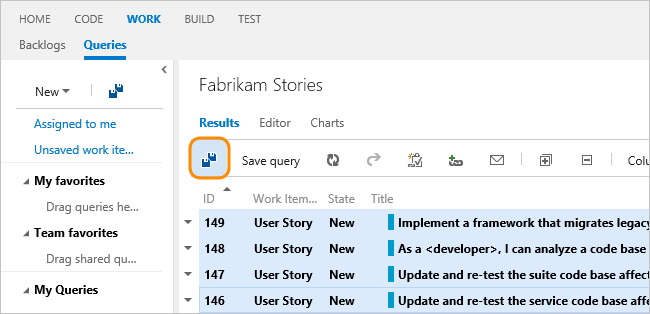 HOME CODE WORK BUILD TEST
Backlogs Queries
New
Assigned to me
Unsaved work ite...
My favorites
Drag queries he...
Team favorites
Drag shared qu...
My Queries
Fabrikam Stories
Results Editor Charts
Save query Colu
ID Work Item... State Title
149 User Story New Implement a framework that migrates legacy
148 User Story New As a <developer>, I can analyze a code base
147 User Story New Update and re-test the suite code base affect
146 User Story New Update and re-test the service code base affe